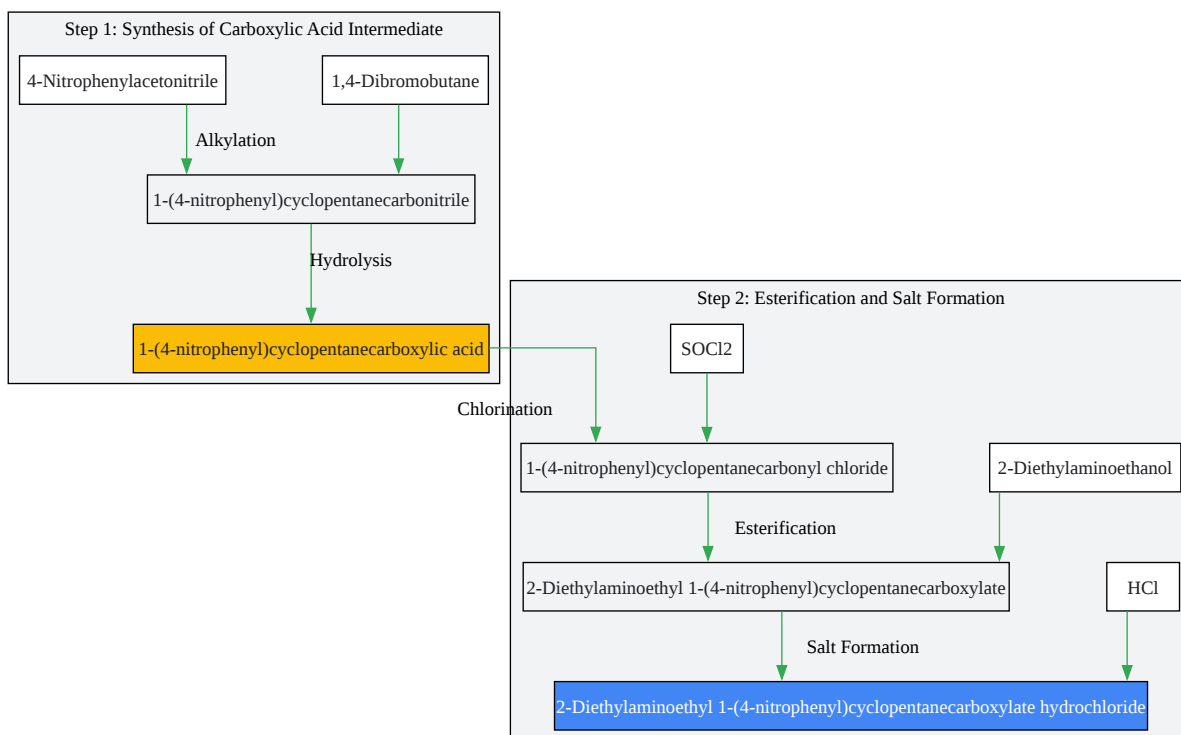 Step 1: Synthesis of Carboxylic Acid Intermediate
4-Nitrophenylacetonitrile
1,4-Dibromobutane
Alkylation
1-(4-nitrophenyl)cyclopentanecarbonitrile
Hydrolysis
1-(4-nitrophenyl)cyclopentanecarboxylic acid
Step 2: Esterification and Salt Formation
SOCl2
Chlorination
1-(4-nitrophenyl)cyclopentanecarbonyl chloride
2-Diethylaminoethanol
Esterification
2-Diethylaminoethyl 1-(4-nitrophenyl)cyclopentanecarboxylate
HCl
Salt Formation
2-Diethylaminoethyl 1-(4-nitrophenyl)cyclopentanecarboxylate hydrochloride